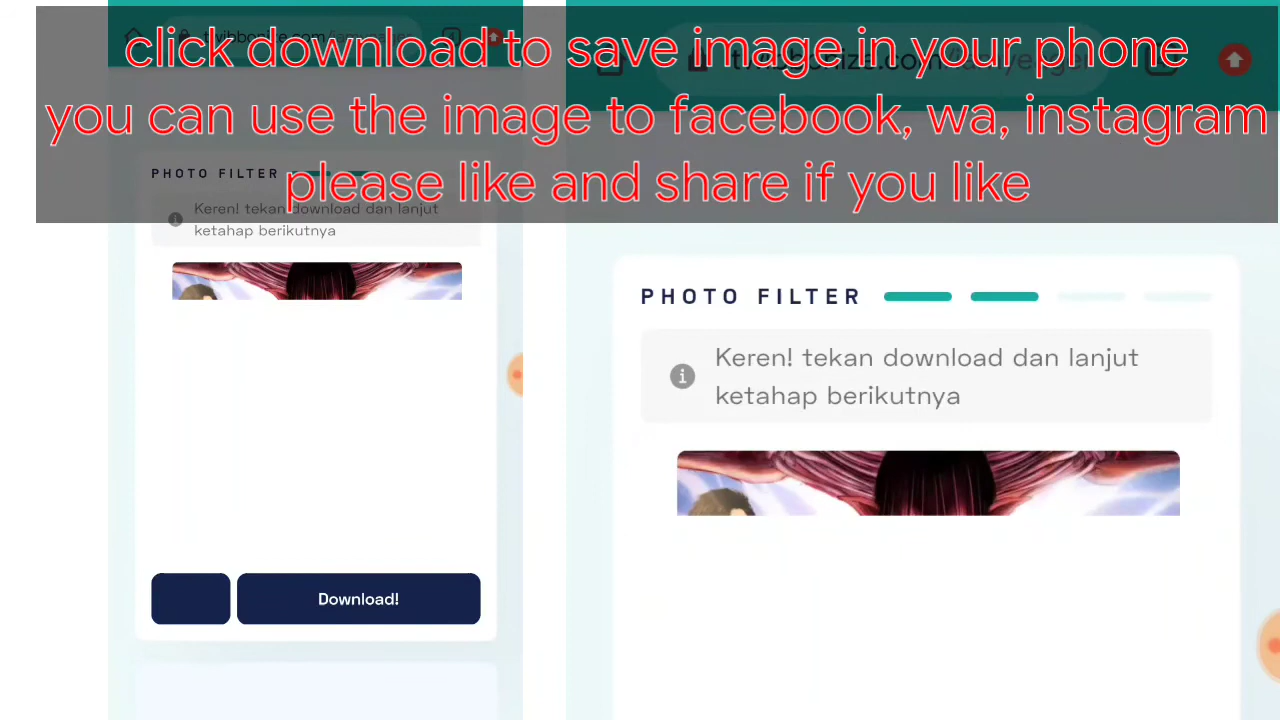 click download to save image in your phone
you can use the image to facebook, wa, instagram
please like and share if you like
PHOTO FILTER
Keren! tekan download dan lanjut
ketahap berikutnya
Download!
PHOTO FILTER
Keren! tekan download dan lanjut
ketahap berikutnya